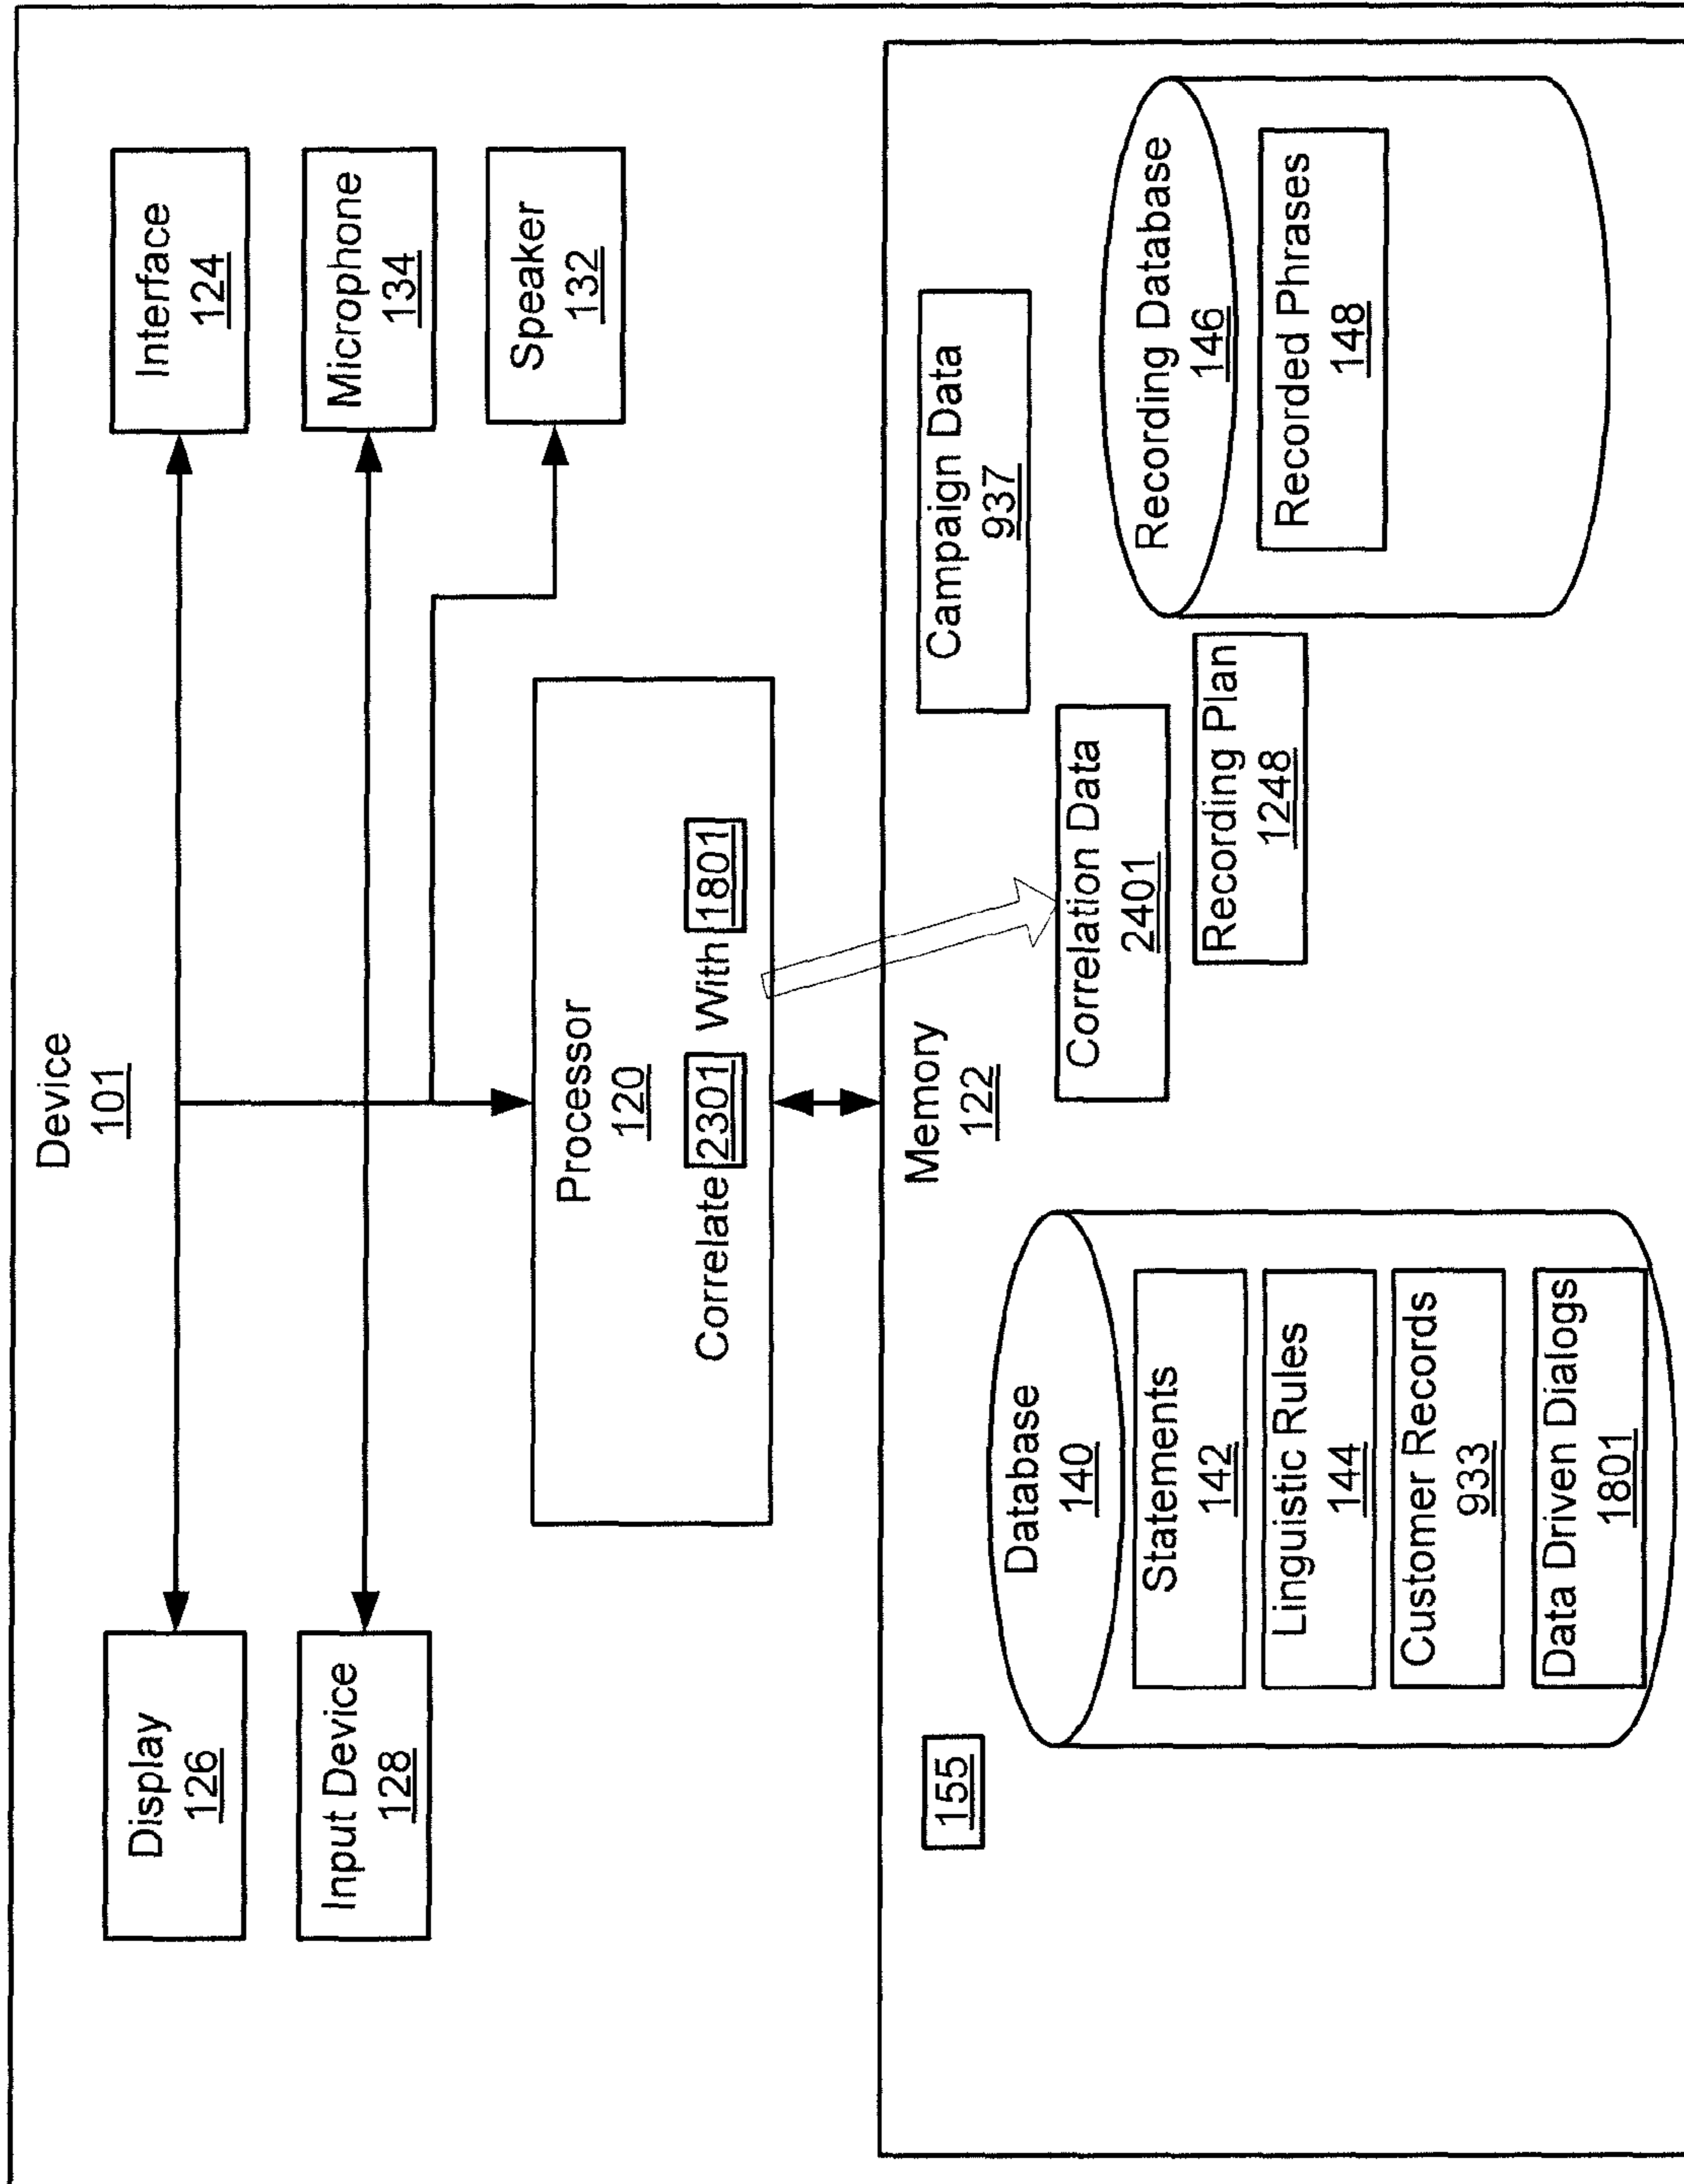 Device
101
Display
126
Interface
124
Input Device
128
Microphone
134
Speaker
132
Processor
120
Correlate 2301 With 1801
Memory
122
155
Campaign Data
937
Database
140
Correlation Data
2401
Recording Database
146
Statements
142
Recording Plan
1248
Linguistic Rules
144
Recorded Phrases
148
Customer Records
933
Data Driven Dialogs
1801